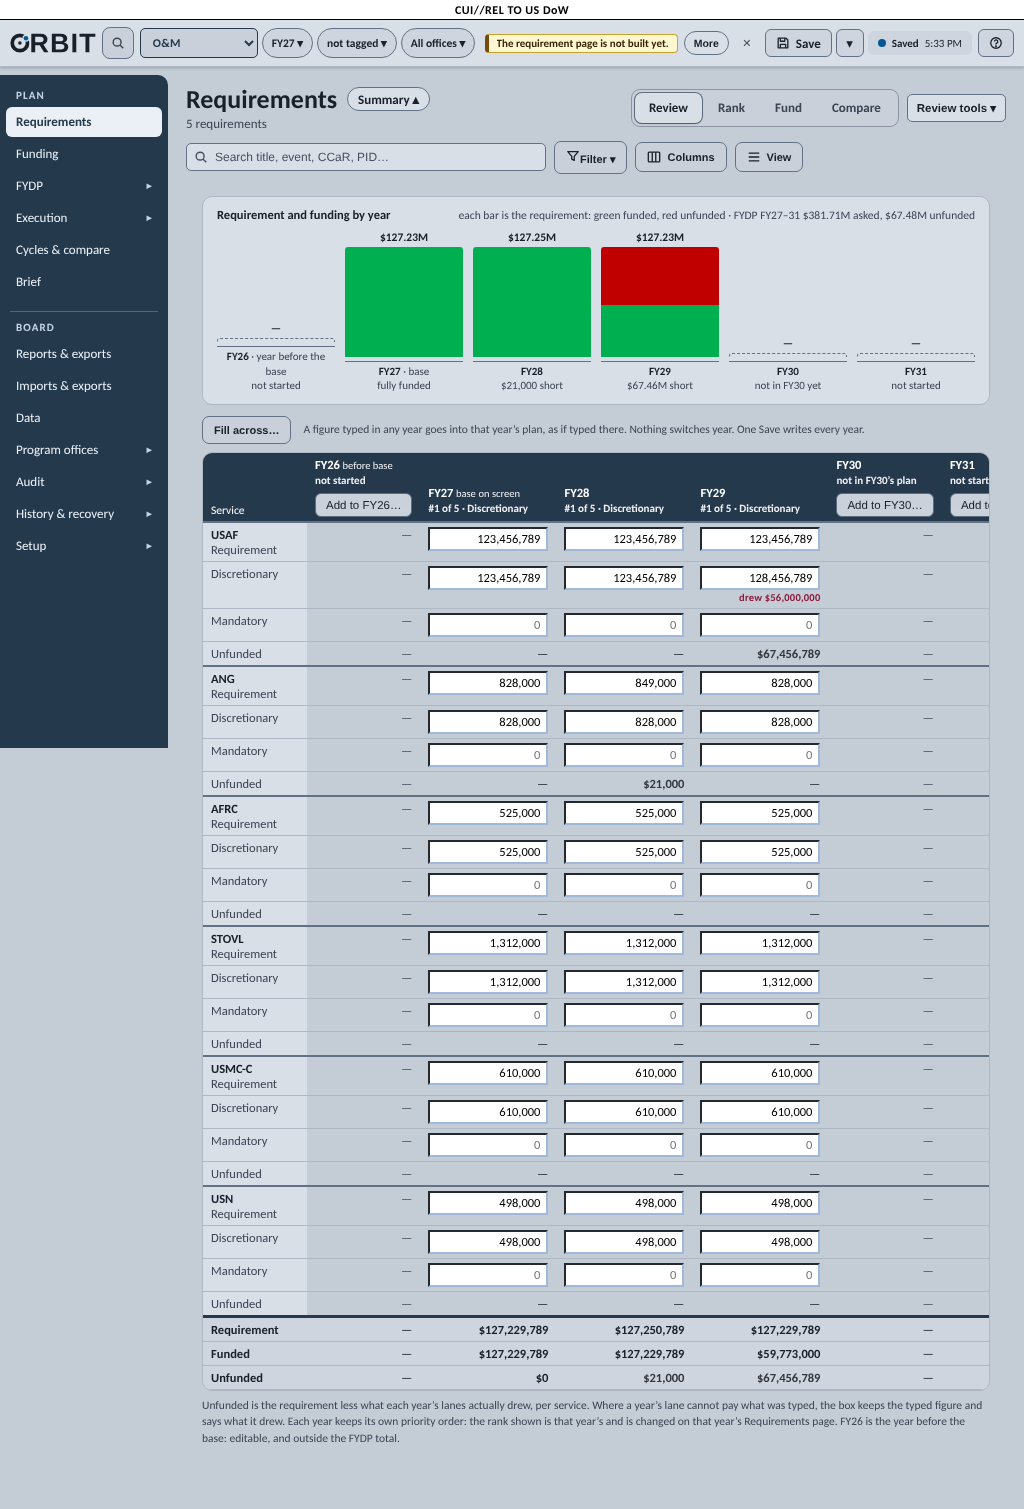 CUI//REL TO US DoW
ORBIT O&M FY27 ▾ not tagged ▾ All offices ▾ The requirement page is not built yet. More × Save ▾ Saved 5:33 PM
PLAN
Requirements
Funding
FYDP ▸
Execution ▸
Cycles & compare
Brief
BOARD
Reports & exports
Imports & exports
Data
Program offices ▸
Audit ▸
History & recovery ▸
Setup ▸
Requirements Summary ▴
5 requirements
Review Rank Fund Compare Review tools ▾
Search title, event, CCaR, PID… Filter ▾ Columns View
Requirement and funding by year each bar is the requirement: green funded, red unfunded · FYDP FY27–31 $381.71M asked, $67.48M unfunded
— $127.23M $127.25M $127.23M — —
FY26 · year before the base
not started
FY27 · base
fully funded
FY28
$21,000 short
FY29
$67.46M short
FY30
not in FY30 yet
FY31
not started
Fill across… A figure typed in any year goes into that year's plan, as if typed there. Nothing switches year. One Save writes every year.
Service
FY26 before base
not started
Add to FY26…
FY27 base on screen
#1 of 5 · Discretionary
FY28
#1 of 5 · Discretionary
FY29
#1 of 5 · Discretionary
FY30
not in FY30's plan
Add to FY30…
FY31
not start
Add to
USAF
Requirement — 123,456,789 123,456,789 123,456,789 —
Discretionary — 123,456,789 123,456,789 128,456,789 —
drew $56,000,000
Mandatory — 0 0 0 —
Unfunded — — — $67,456,789 —
ANG
Requirement — 828,000 849,000 828,000 —
Discretionary — 828,000 828,000 828,000 —
Mandatory — 0 0 0 —
Unfunded — — $21,000 — —
AFRC
Requirement — 525,000 525,000 525,000 —
Discretionary — 525,000 525,000 525,000 —
Mandatory — 0 0 0 —
Unfunded — — — — —
STOVL
Requirement — 1,312,000 1,312,000 1,312,000 —
Discretionary — 1,312,000 1,312,000 1,312,000 —
Mandatory — 0 0 0 —
Unfunded — — — — —
USMC-C
Requirement — 610,000 610,000 610,000 —
Discretionary — 610,000 610,000 610,000 —
Mandatory — 0 0 0 —
Unfunded — — — — —
USN
Requirement — 498,000 498,000 498,000 —
Discretionary — 498,000 498,000 498,000 —
Mandatory — 0 0 0 —
Unfunded — — — — —
Requirement — $127,229,789 $127,250,789 $127,229,789 —
Funded — $127,229,789 $127,229,789 $59,773,000 —
Unfunded — $0 $21,000 $67,456,789 —
Unfunded is the requirement less what each year's lanes actually drew, per service. Where a year's lane cannot pay what was typed, the box keeps the typed figure and
says what it drew. Each year keeps its own priority order: the rank shown is that year's and is changed on that year's Requirements page. FY26 is the year before the
base: editable, and outside the FYDP total.